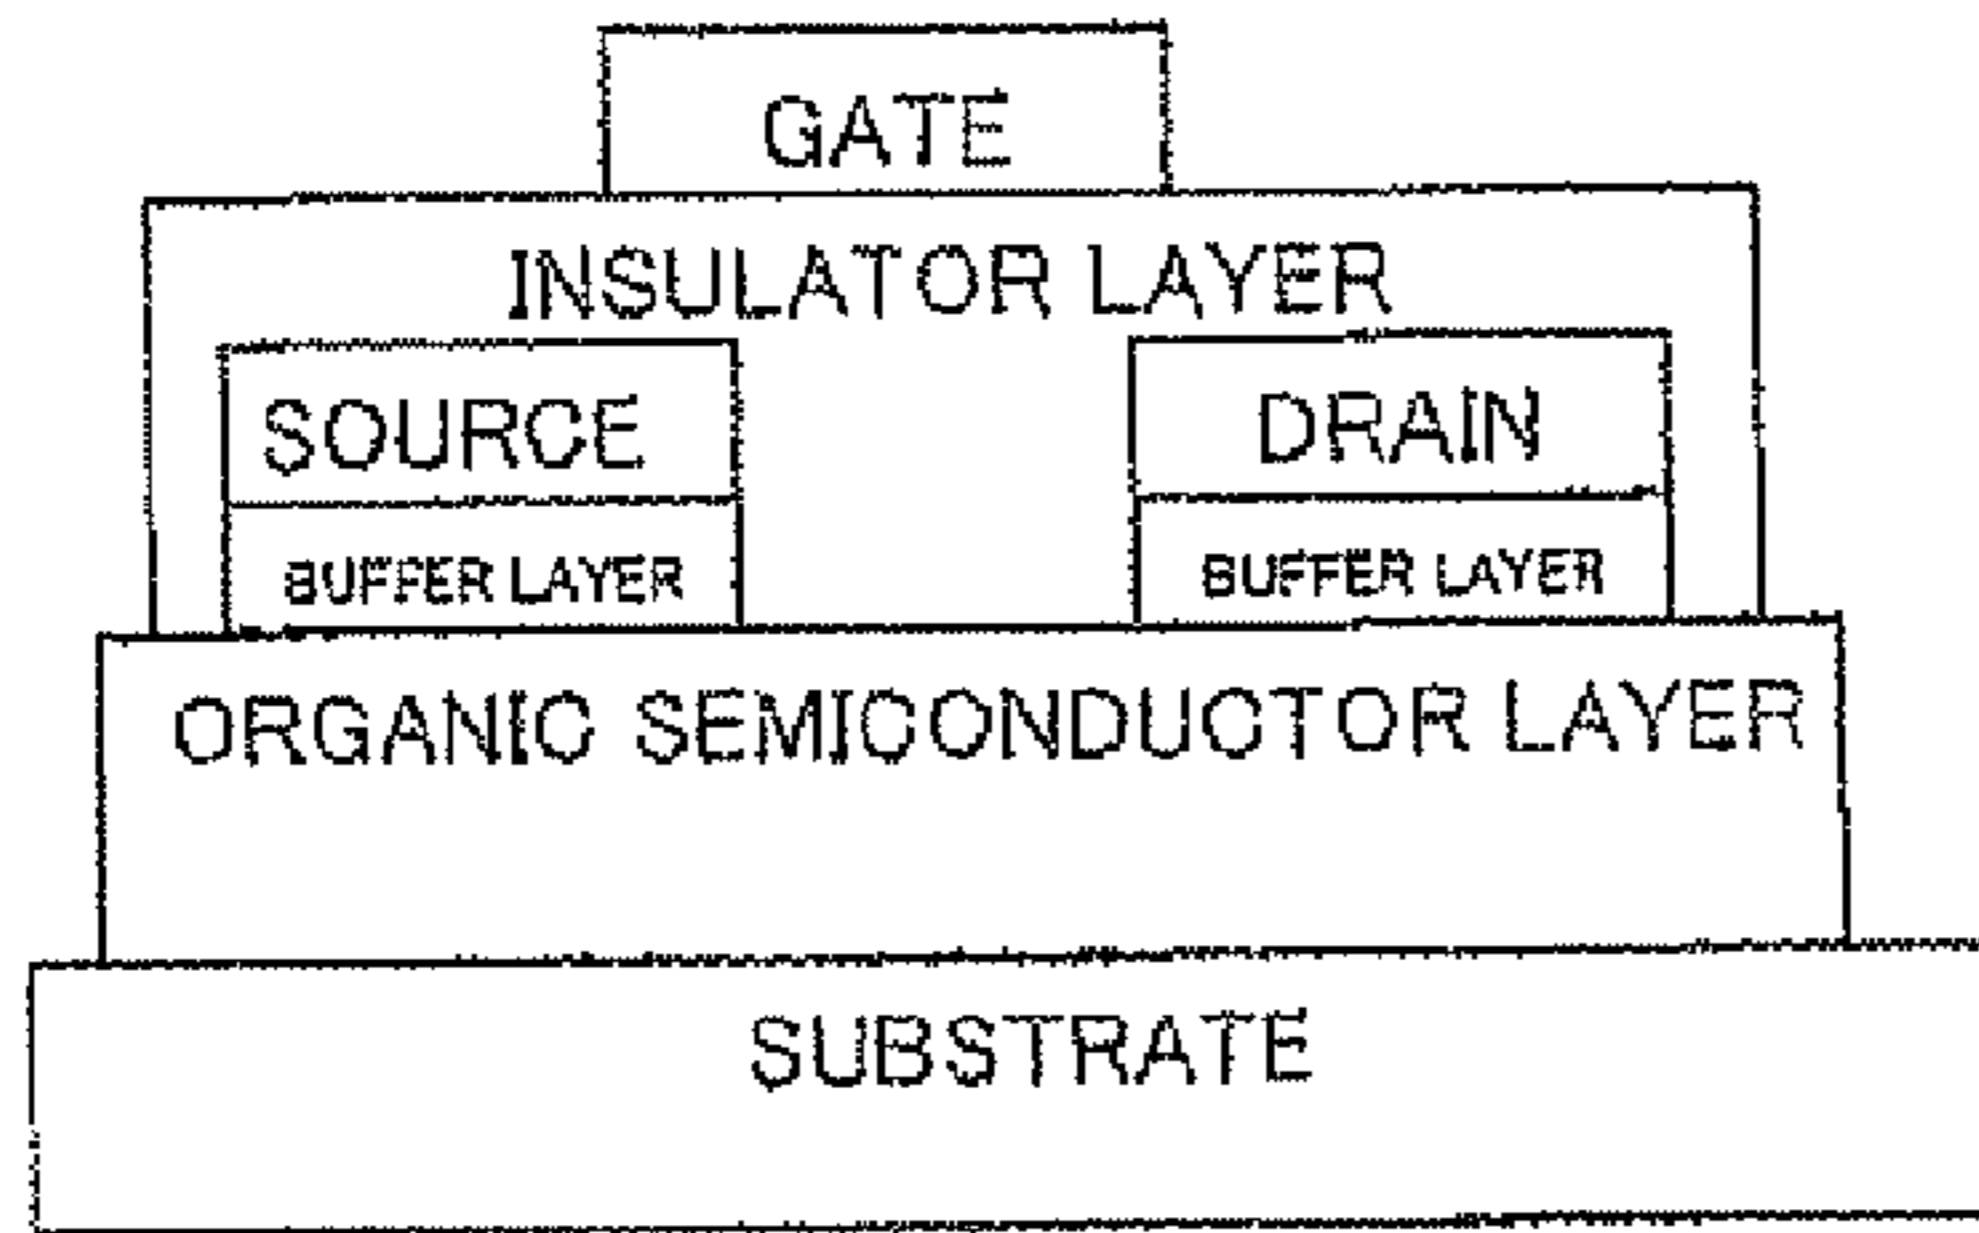 GATE
INSULATOR LAYER
SOURCE DRAIN
BUFFER LAYER BUFFER LAYER
ORGANIC SEMICONDUCTOR LAYER
SUBSTRATE